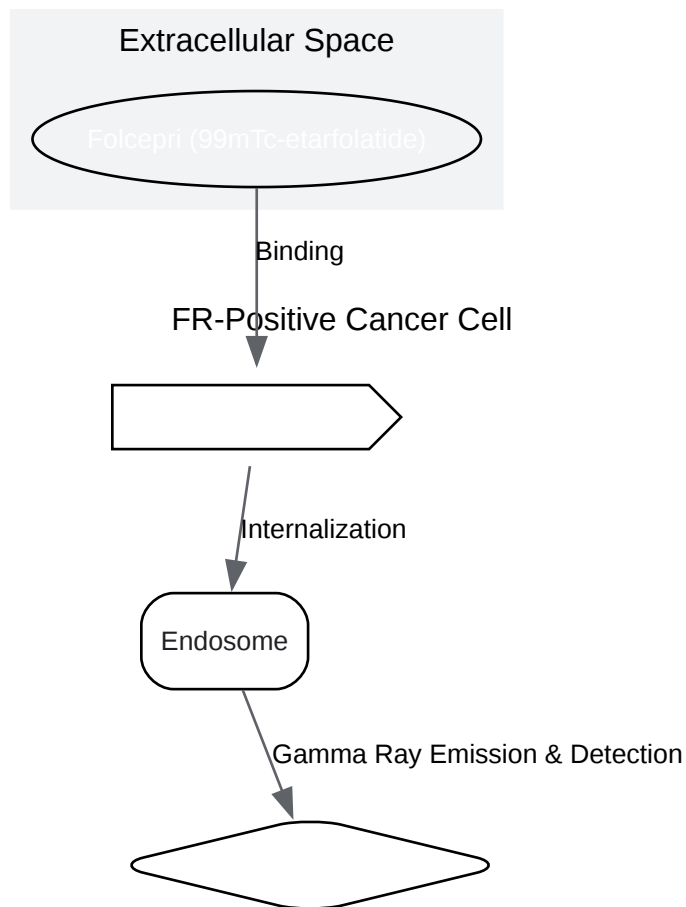 Extracellular Space
Folcepri (99mTc-etarfolatide)
Binding
FR-Positive Cancer Cell
Internalization
Endosome
Gamma Ray Emission & Detection